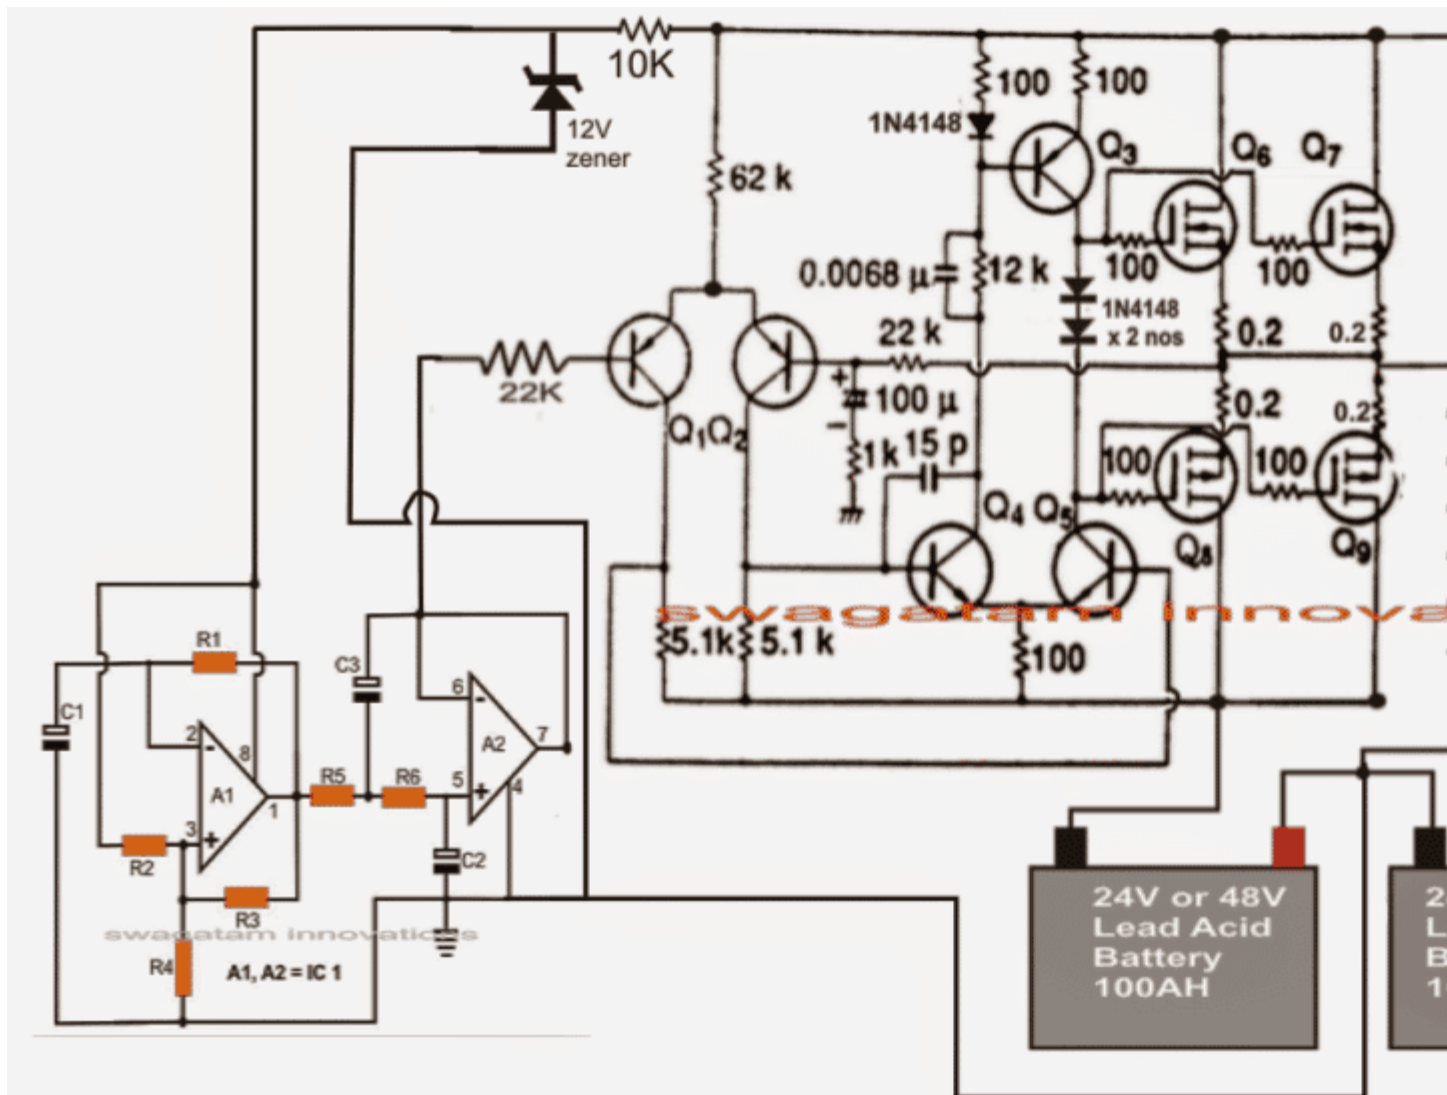 10K
100
100
12V
zener
1N4148
Q3
Q6
Q7
62 k
0.0068 µ
12 k
100
100
1N4148
x 2 nos
0.2
0.2
22 k
22K
+
100 µ
−
0.2
0.2
Q1Q2
1k
15 p
100
100
Q4
Q5
Q8
Q9
swagatam innova
5.1k
5.1 k
100
R1
C3
C1
6
-
7
A2
2
-
8
R5
R6
5
+
4
A1
1
3
+
R2
C2
R3
swagatam innovations
R4
A1, A2 = IC 1
24V or 48V
Lead Acid
Battery
100AH
2
L
B
1